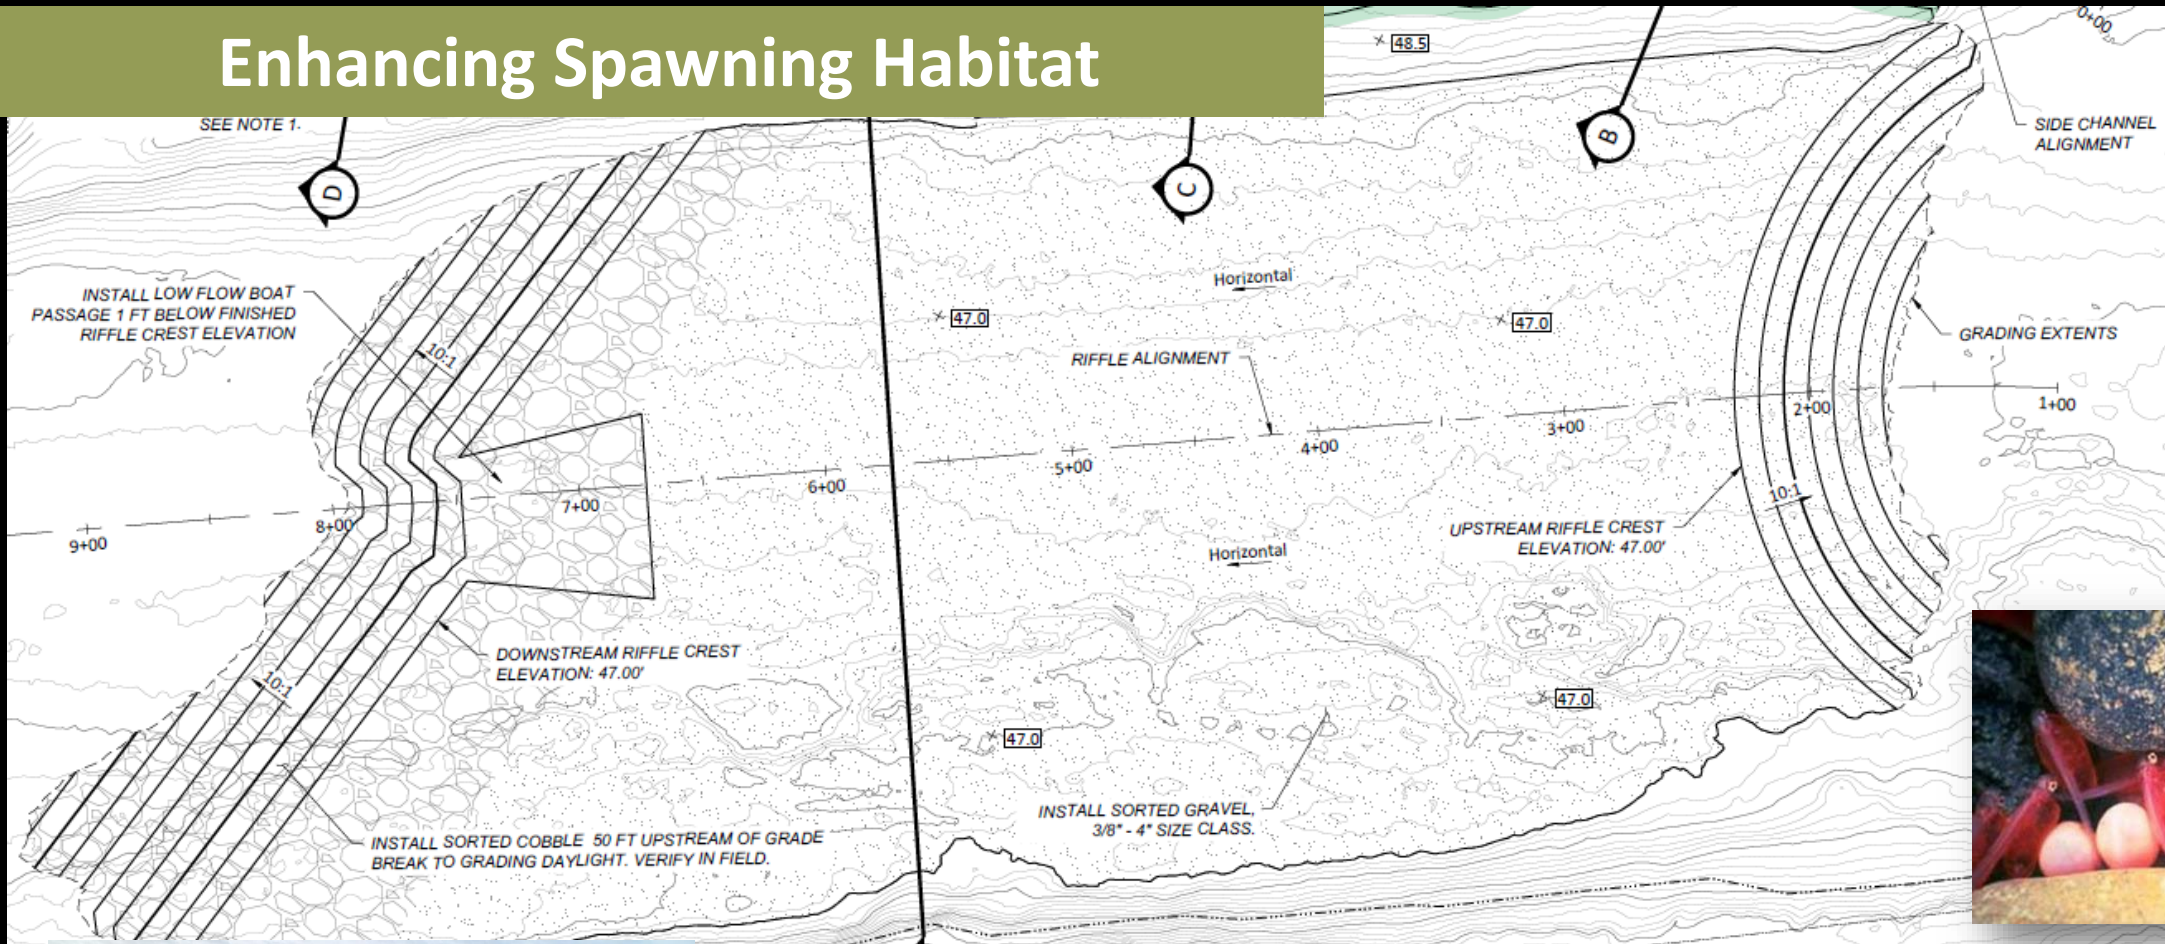 Enhancing Spawning Habitat
48.5
0+00
SEE NOTE 1.
SIDE CHANNEL
ALIGNMENT
B
D
C
INSTALL LOW FLOW BOAT
PASSAGE 1 FT BELOW FINISHED
RIFFLE CREST ELEVATION
Horizontal
47.0
47.0
GRADING EXTENTS
10:1
RIFFLE ALIGNMENT
1+00
2+00
3+00
4+00
5+00
6+00
7+00
8+00
9+00
10:1
UPSTREAM RIFFLE CREST
ELEVATION: 47.00'
Horizontal
DOWNSTREAM RIFFLE CREST
ELEVATION: 47.00'
10:1
47.0
47.0
INSTALL SORTED GRAVEL,
3/8" - 4" SIZE CLASS.
INSTALL SORTED COBBLE 50 FT UPSTREAM OF GRADE
BREAK TO GRADING DAYLIGHT. VERIFY IN FIELD.